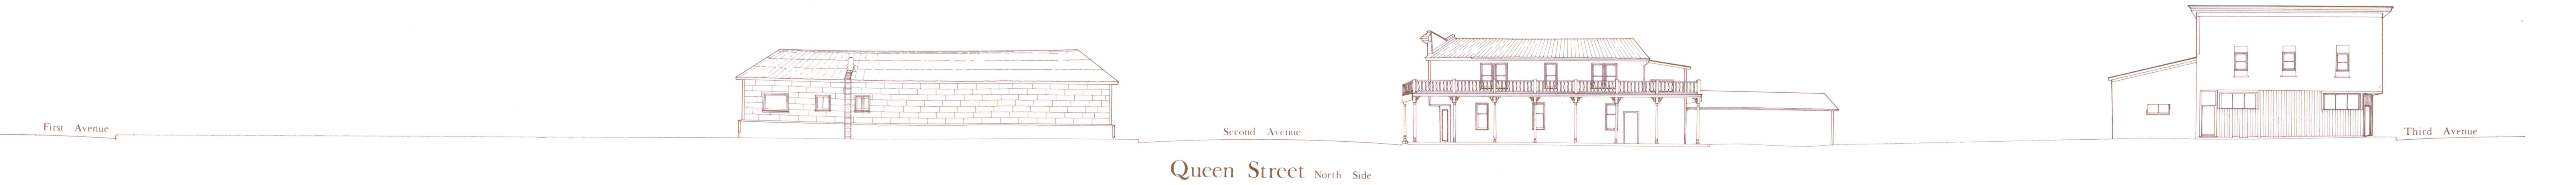 First Avenue
Second Avenue
Third Avenue
Queen Street North Side